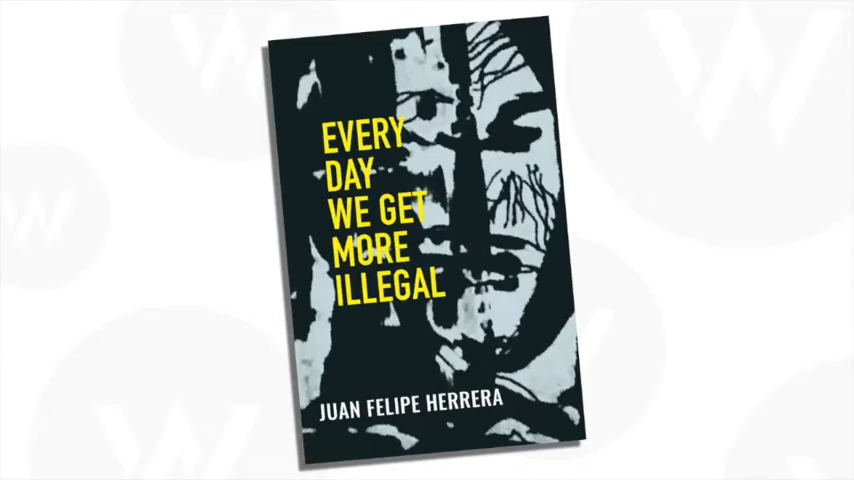 EVERY
DAY
WE GET
MORE
ILLEGAL
JUAN FELIPE HERRERA